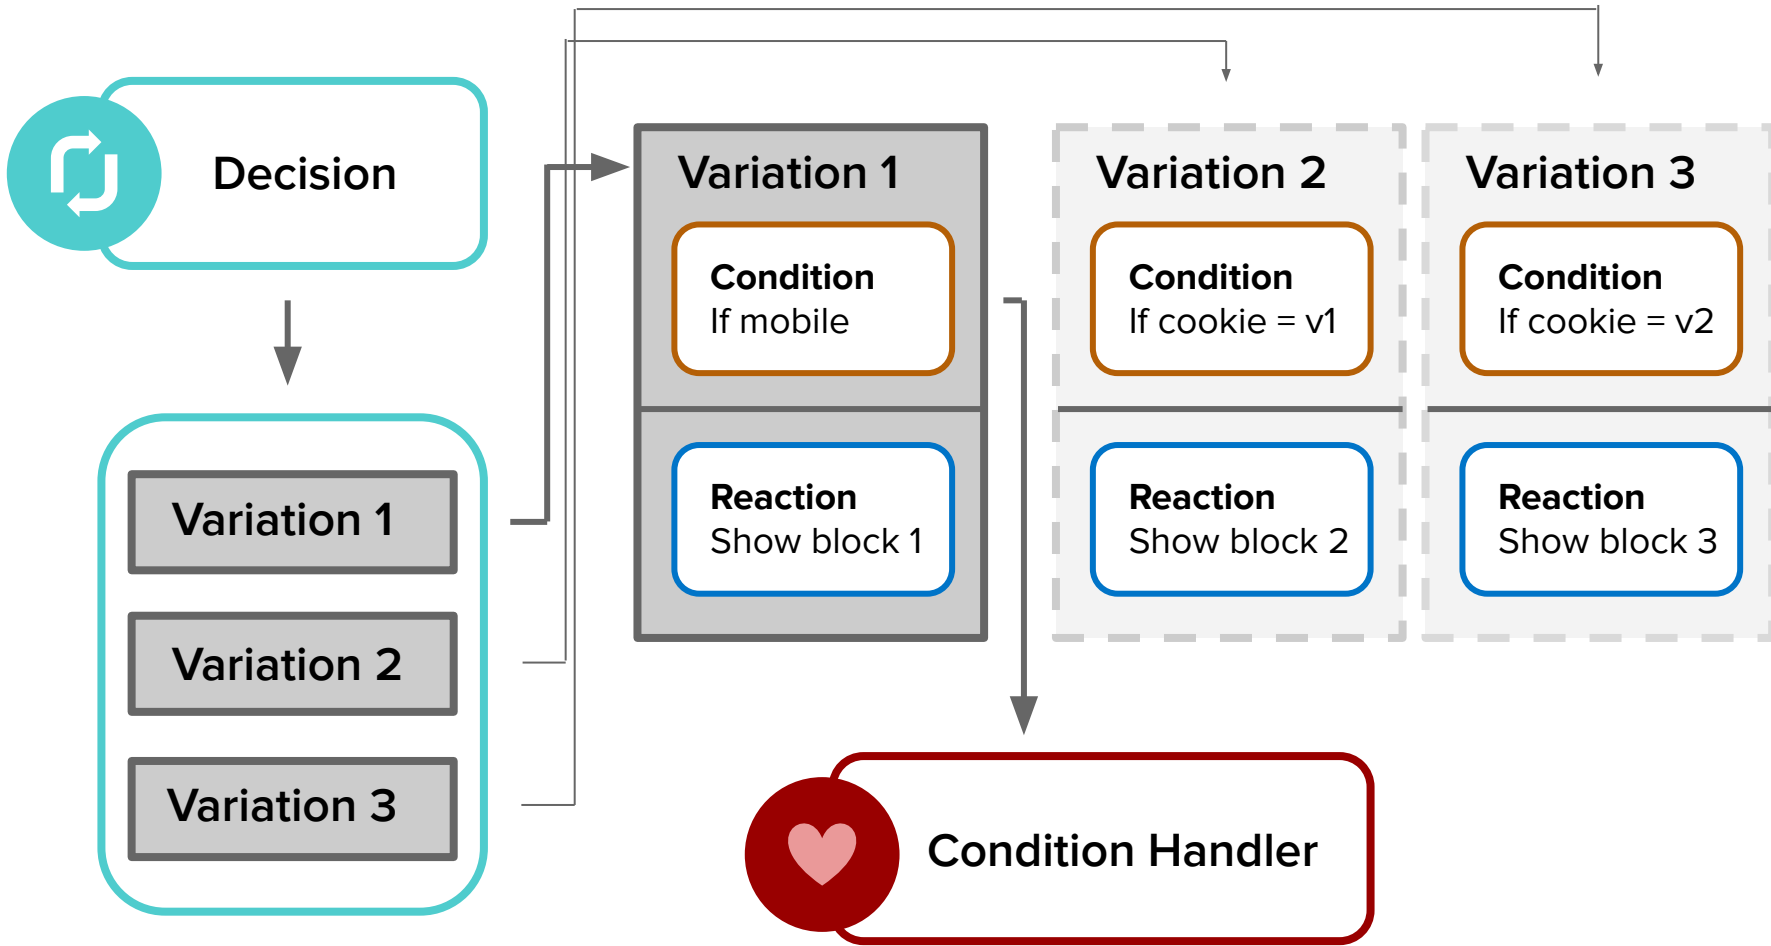 Decision
Variation 1
Variation 2
Variation 3
Variation 1
Condition
If mobile
Reaction
Show block 1
Variation 2
Condition
If cookie = v1
Reaction
Show block 2
Variation 3
Condition
If cookie = v2
Reaction
Show block 3
Condition Handler